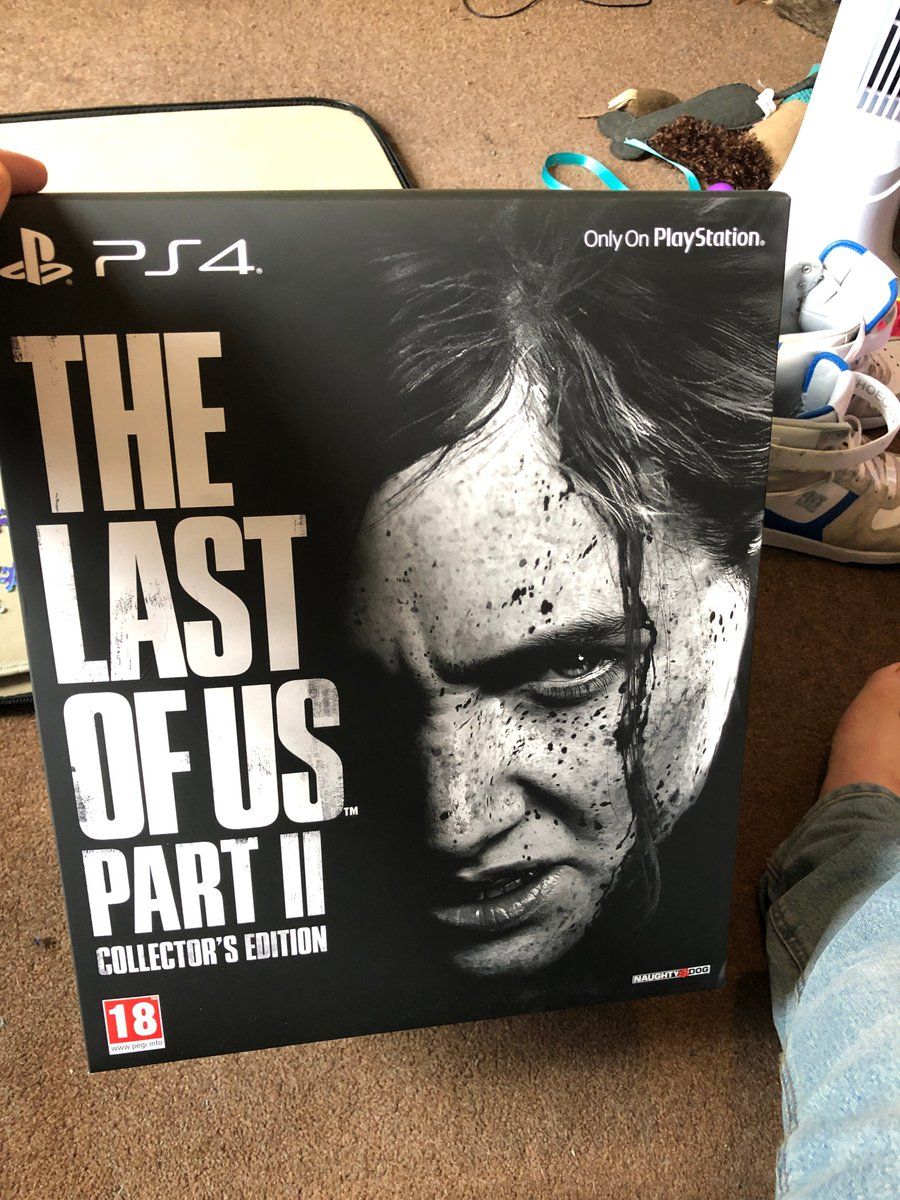 PS4
Only On PlayStation
THE
LAST
OF US™
PART II
COLLECTOR'S EDITION
18
www.pegi.info
NAUGHTY DOG